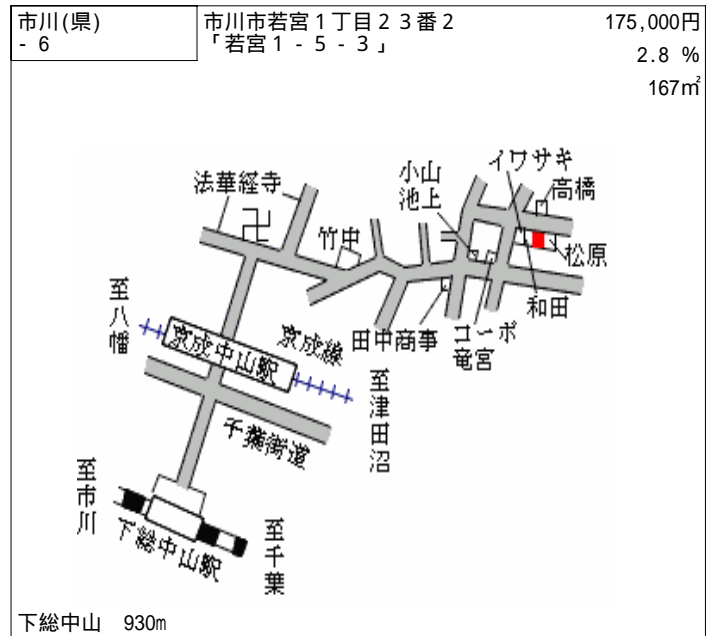 市川(県)
- 6
市川市若宮１丁目２３番２
「若宮１‐５‐３」
175,000円
2.8 %
167㎡
イワサキ
小山
池上
高橋
法華経寺
卍
竹中
松原
和田
至八幡
京成中山駅
京成線
田中商事
コーポ竜宮
至津田沼
千葉街道
至市川
下総中山駅
至千葉
下総中山 930m